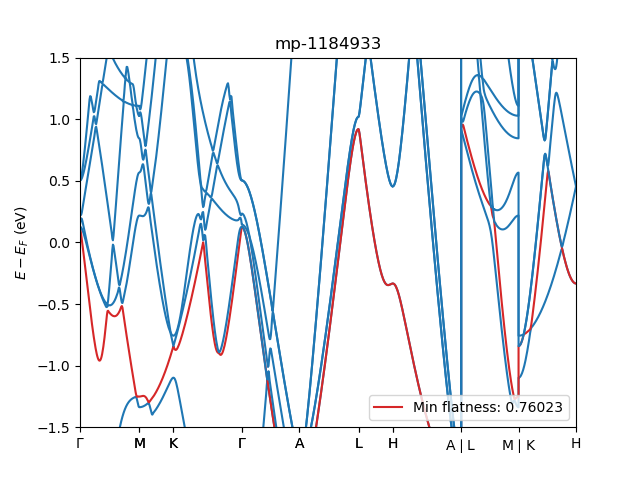 mp-1184933
E − E_F (eV)
1.5
1.0
0.5
0.0
−0.5
−1.0
−1.5
Min flatness: 0.76023
Γ M K Γ A L H A | L M | K H